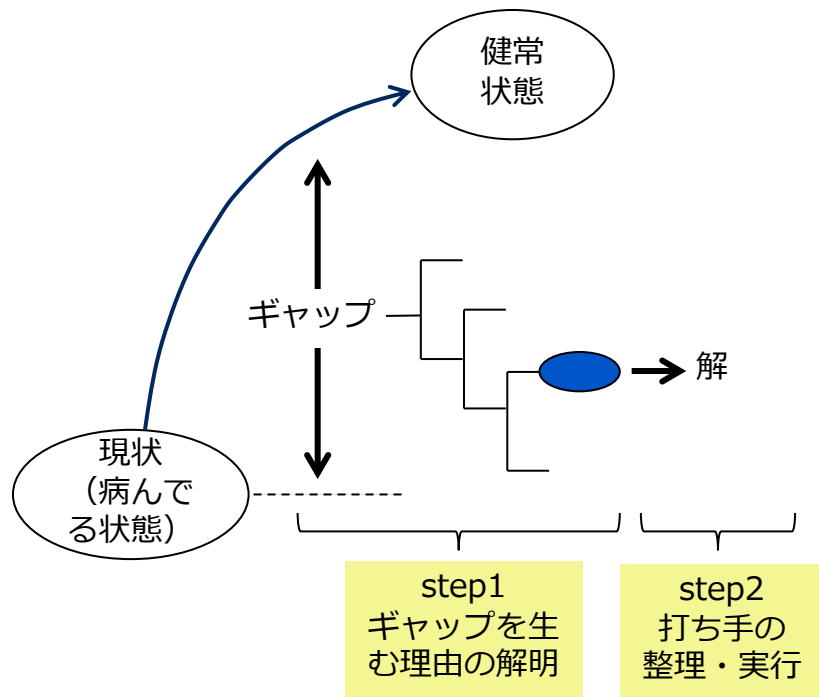 健常
状態
ギャップ
解
現状
（病んで
る状態）
step1
ギャップを生
む理由の解明
step2
打ち手の
整理・実行